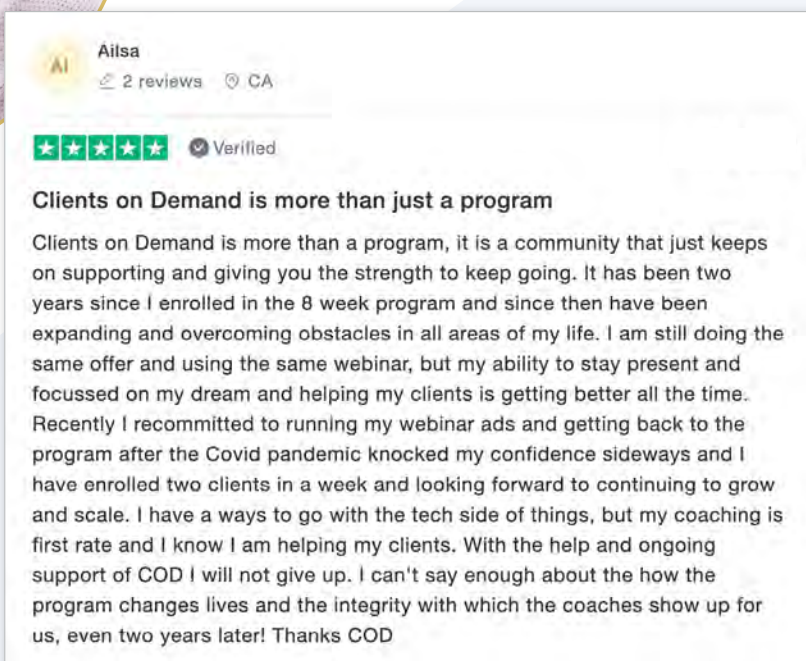 AI
Ailsa
2 reviews CA
Verified
Clients on Demand is more than just a program
Clients on Demand is more than a program, it is a community that just keeps
on supporting and giving you the strength to keep going. It has been two
years since I enrolled in the 8 week program and since then have been
expanding and overcoming obstacles in all areas of my life. I am still doing the
same offer and using the same webinar, but my ability to stay present and
focussed on my dream and helping my clients is getting better all the time.
Recently I recommitted to running my webinar ads and getting back to the
program after the Covid pandemic knocked my confidence sideways and I
have enrolled two clients in a week and looking forward to continuing to grow
and scale. I have a ways to go with the tech side of things, but my coaching is
first rate and I know I am helping my clients. With the help and ongoing
support of COD I will not give up. I can't say enough about the how the
program changes lives and the integrity with which the coaches show up for
us, even two years later! Thanks COD